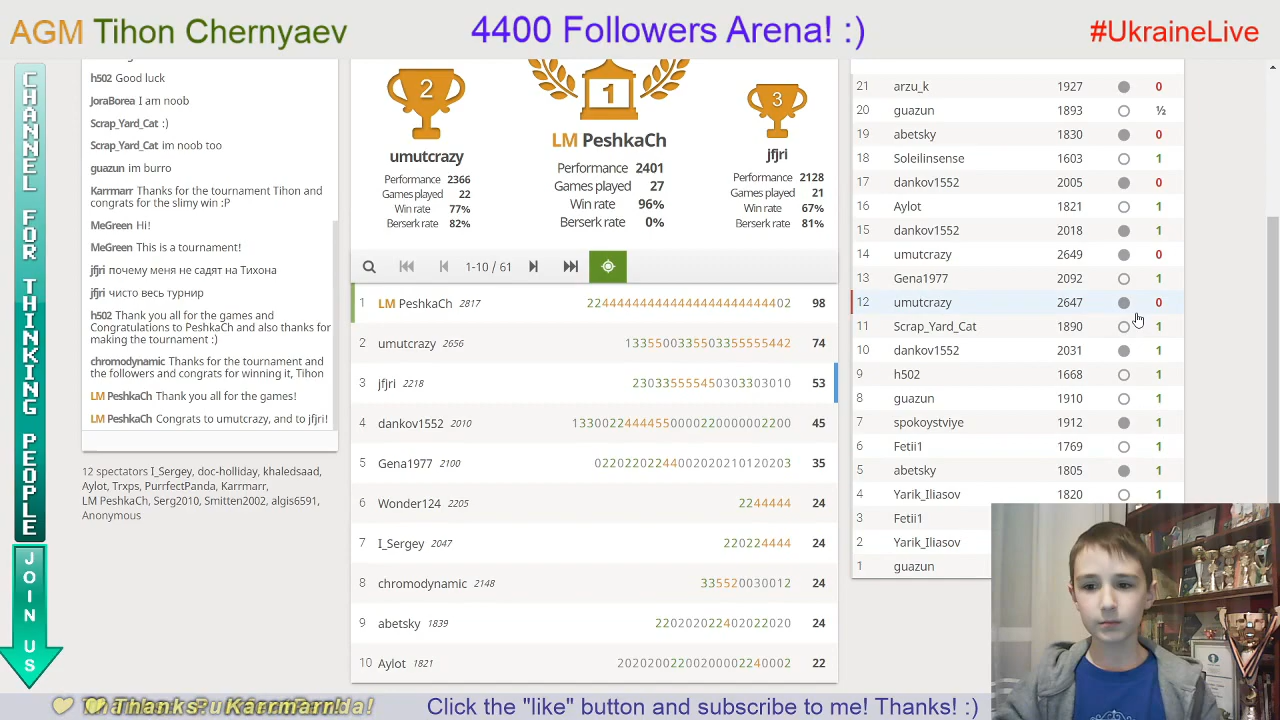 AGM Tihon Chernyaev
4400 Followers Arena! :)
#UkraineLive
CHANNEL FOR THINKING PEOPLE
JOIN US
h502 Good luck
JoraBorea I am noob
Scrap_Yard_Cat :)
Scrap_Yard_Cat im noob too
guazun im burro
Karrmarr Thanks for the tournament Tihon and
congrats for the slimy win :P
MeGreen Hi!
MeGreen This is a tournament!
jfjri почему меня не садят на Тихона
jfjri чисто весь турнир
h502 Thank you all for the games and
Congratulations to PeshkaCh and also thanks for
making the tournament :)
chromodynamic Thanks for the tournament and
the followers and congrats for winning it, Tihon
LM PeshkaCh Thank you all for the games!
LM PeshkaCh Congrats to umutcrazy, and to jfjri!
12 spectators I_Sergey, doc-holliday, khaledsaad,
Aylot, Trxps, PurrfectPanda, Karrmarr,
LM PeshkaCh, Serg2010, Smitten2002, algis6591,
Anonymous
2
umutcrazy
Performance 2366
Games played 22
Win rate 77%
Berserk rate 82%
1
LM PeshkaCh
Performance 2401
Games played 27
Win rate 96%
Berserk rate 0%
3
jfjri
Performance 2128
Games played 21
Win rate 67%
Berserk rate 81%
1-10 / 61
1 LM PeshkaCh 2817 224444444444444444444444402 98
2 umutcrazy 2656 1335500335503355555442 74
3 jfjri 2218 23033555554503033303010 53
4 dankov1552 2010 1330022444455000022000002200 45
5 Gena1977 2100 02202202244002020210120203 35
6 Wonder124 2205 2244444 24
7 I_Sergey 2047 220224444 24
8 chromodynamic 2148 33552003​0012 24
9 abetsky 1839 220202022402022020 24
10 Aylot 1821 20202002200200002240002 22
21 arzu_k 1927 0
20 guazun 1893 ½
19 abetsky 1830 0
18 Soleilinsense 1603 1
17 dankov1552 2005 0
16 Aylot 1821 1
15 dankov1552 2018 1
14 umutcrazy 2649 0
13 Gena1977 2092 1
12 umutcrazy 2647 0
11 Scrap_Yard_Cat 1890 1
10 dankov1552 2031 1
9 h502 1668 1
8 guazun 1910 1
7 spokoystviye 1912 1
6 Fetii1 1769 1
5 abetsky 1805 1
4 Yarik_Iliasov 1820 1
3 Fetii1
2 Yarik_Iliasov
1 guazun
Click the "like" button and subscribe to me! Thanks! :)